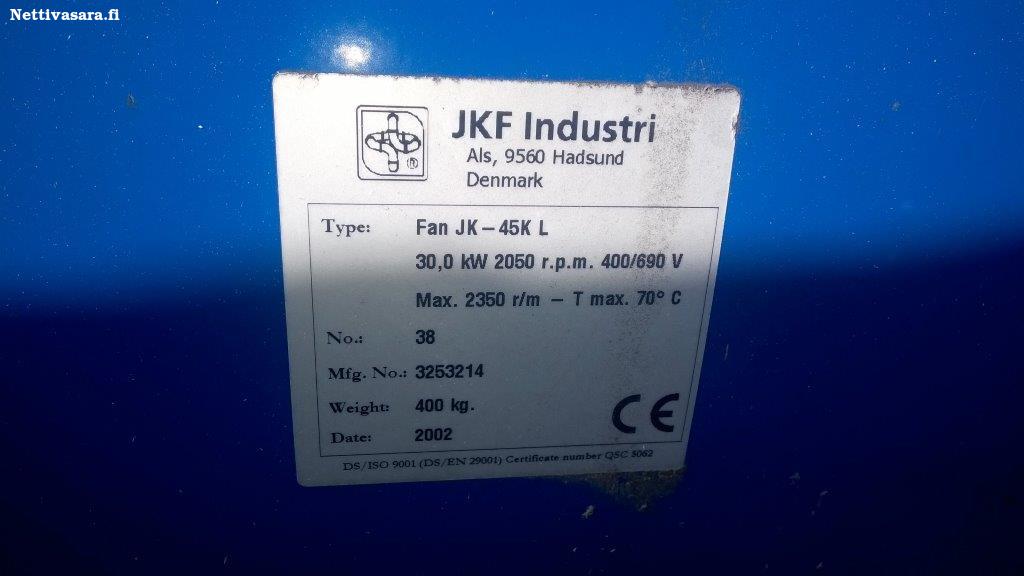 Nettivasara.fi
JKF Industri
Als, 9560 Hadsund
Denmark
®
Type: Fan JK-45K L
30,0 kW 2050 r.p.m. 400/690 V
Max. 2350 r/m - T max. 70° C
No.: 38
Mfg. No.: 3253214
Weight: 400 kg.
Date: 2002
CE
DS/ISO 9001 (DS/EN 29001) Certificate number QSC 5062